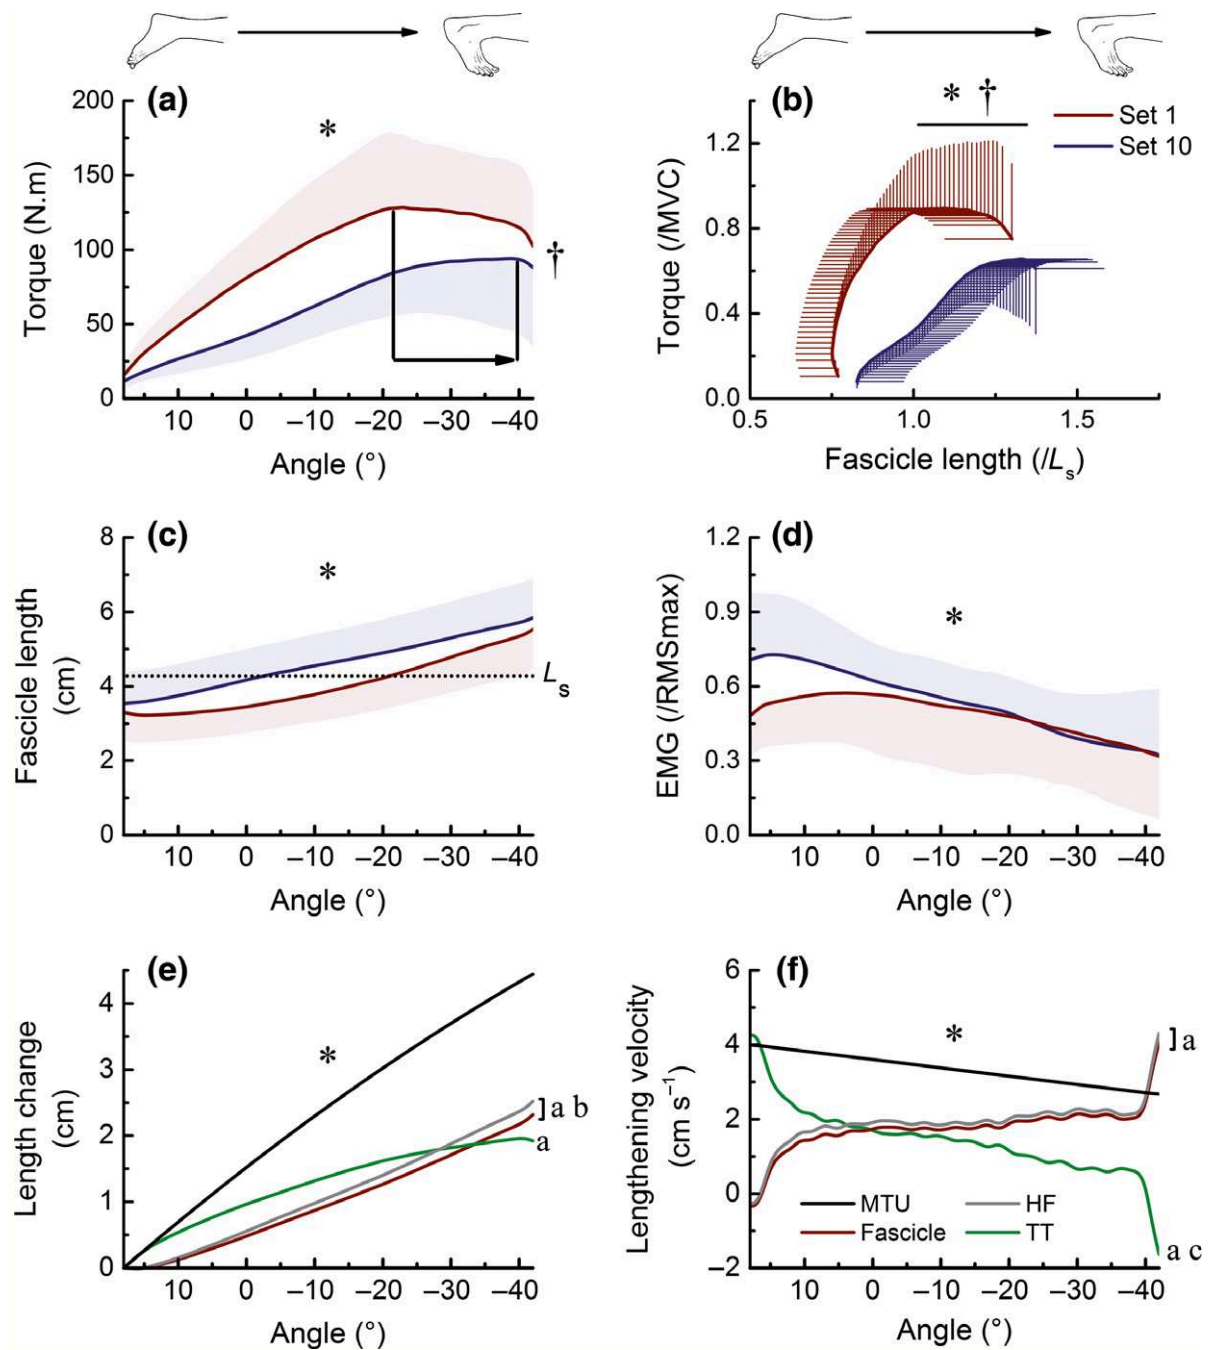 (a)
*
200
150
100
50
0
Torque (N.m)
†
10 0 –10 –20 –30 –40
Angle (°)
(b)
* †
Set 1
Set 10
1.2
0.9
0.6
0.3
0.0
Torque (/MVC)
0.5 1.0 1.5
Fascicle length (/Ls)
(c)
*
8
6
4
2
0
Fascicle length
(cm)
Ls
10 0 –10 –20 –30 –40
Angle (°)
(d)
*
1.2
0.9
0.6
0.3
0.0
EMG (/RMSmax)
10 0 –10 –20 –30 –40
Angle (°)
(e)
*
4
3
2
1
0
Length change
(cm)
a b
a
10 0 –10 –20 –30 –40
Angle (°)
(f)
*
6
4
2
0
–2
Lengthening velocity
(cm s⁻¹)
a
a c
MTU HF
Fascicle TT
10 0 –10 –20 –30 –40
Angle (°)